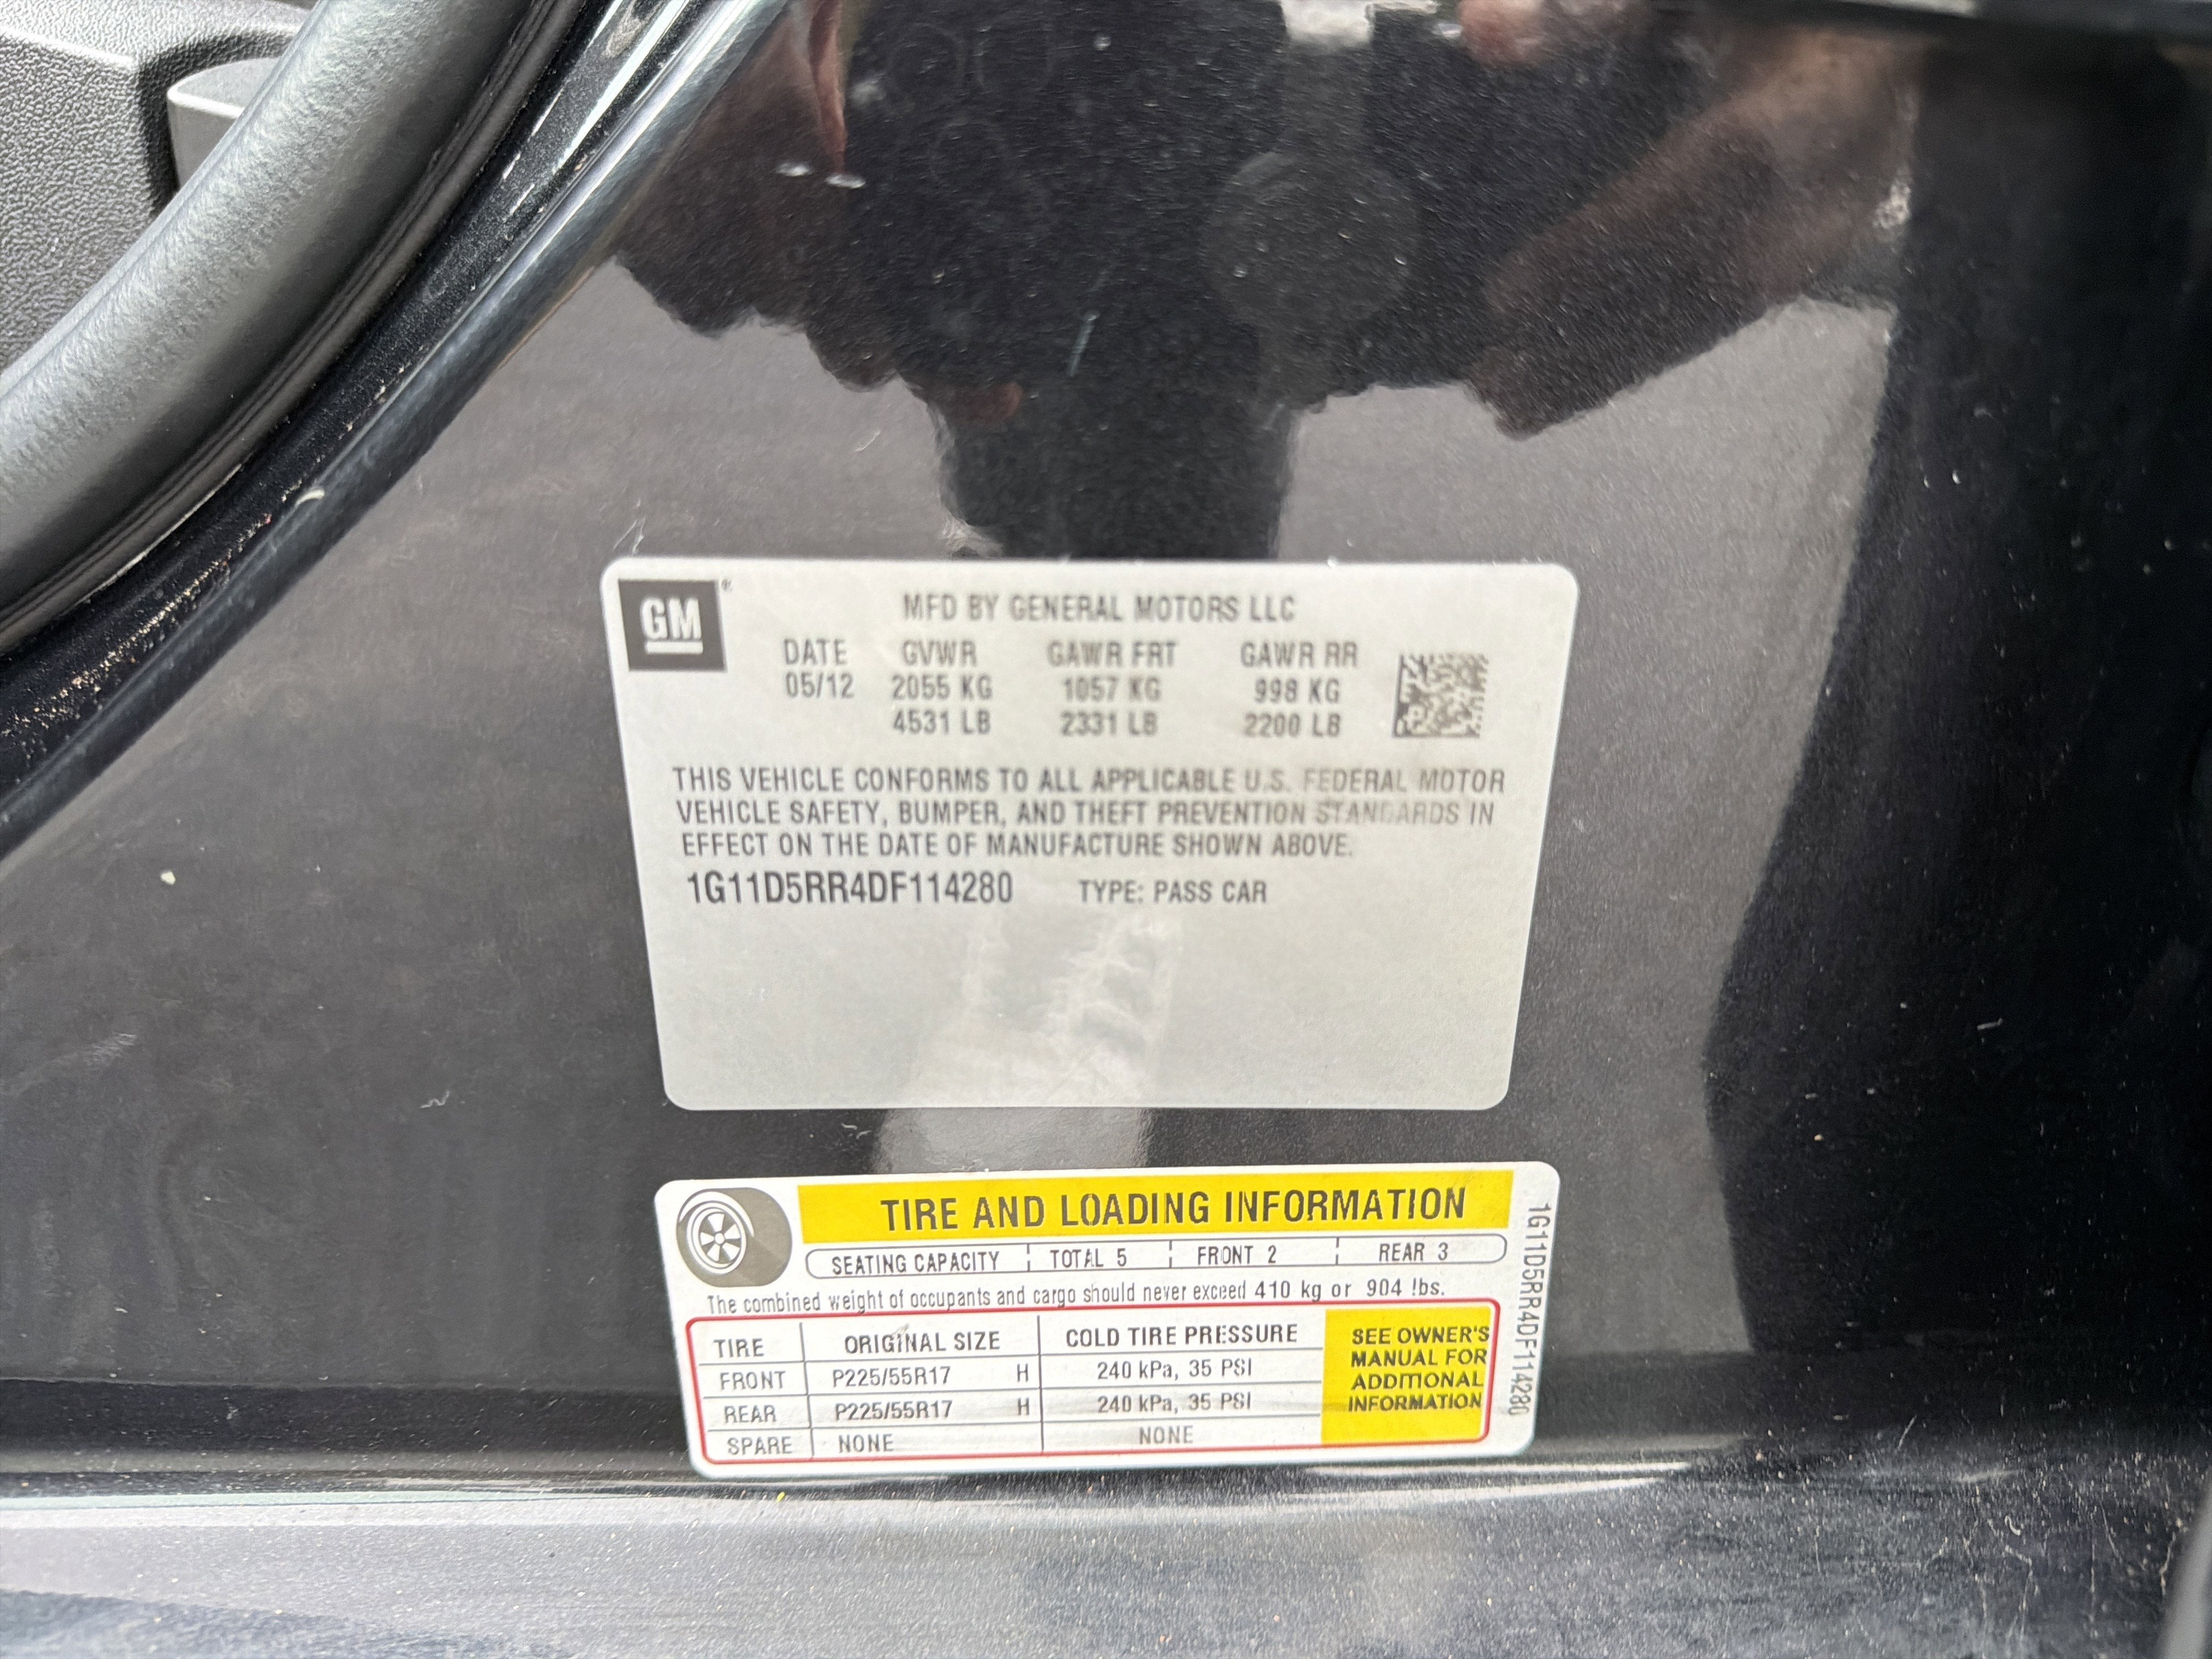 GM ®
MFD BY GENERAL MOTORS LLC
DATE GVWR GAWR FRT GAWR RR
05/12 2055 KG 1057 KG 998 KG
4531 LB 2331 LB 2200 LB
THIS VEHICLE CONFORMS TO ALL APPLICABLE U.S. FEDERAL MOTOR
VEHICLE SAFETY, BUMPER, AND THEFT PREVENTION STANDARDS IN
EFFECT ON THE DATE OF MANUFACTURE SHOWN ABOVE.
1G11D5RR4DF114280 TYPE: PASS CAR
TIRE AND LOADING INFORMATION
SEATING CAPACITY TOTAL 5 FRONT 2 REAR 3
The combined weight of occupants and cargo should never exceed 410 kg or 904 lbs.
TIRE ORIGINAL SIZE COLD TIRE PRESSURE
FRONT P225/55R17 H 240 kPa, 35 PSI
REAR P225/55R17 H 240 kPa, 35 PSI
SPARE NONE NONE
SEE OWNER'S
MANUAL FOR
ADDITIONAL
INFORMATION
1G11D5RR4DF114280